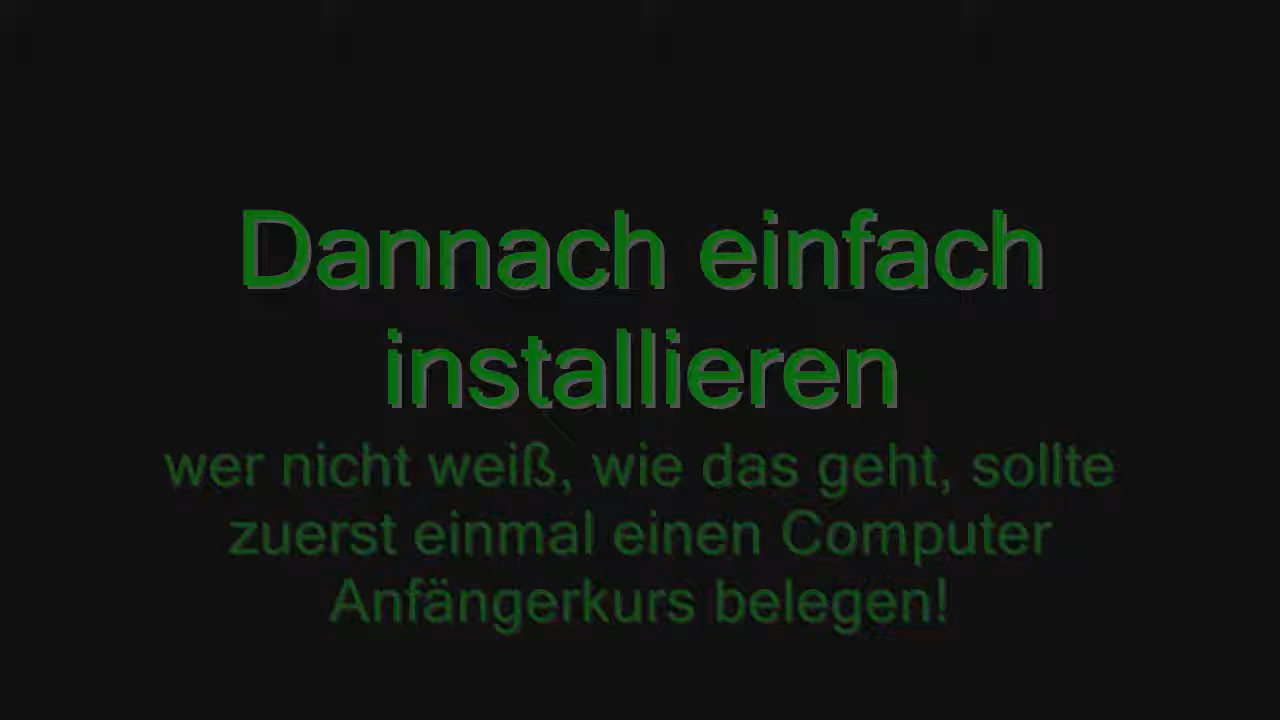 Dannach einfach
installieren
wer nicht weiß, wie das geht, sollte
zuerst einmal einen Computer
Anfängerkurs belegen!